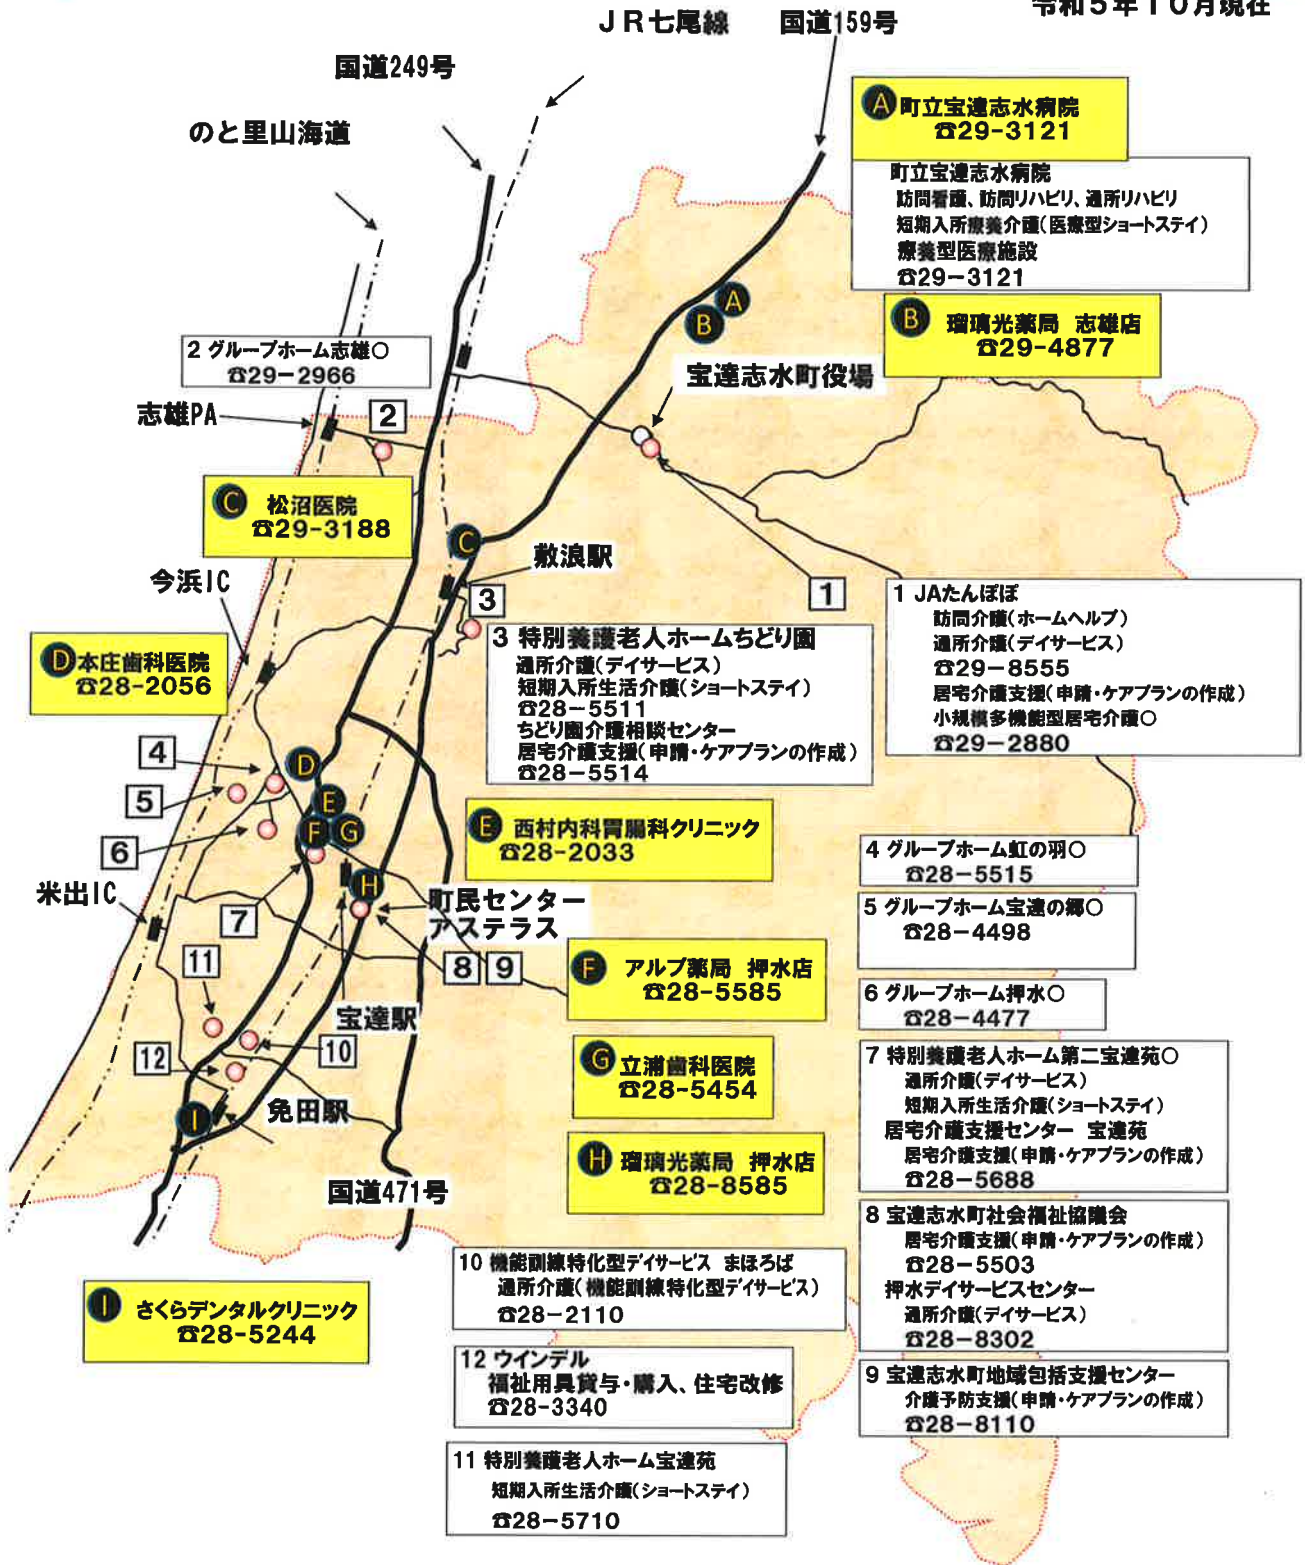 令和5年10月現在
JR七尾線
国道159号
国道249号
のと里山海道
A 町立宝達志水病院
☎29-3121
町立宝達志水病院
訪問看護、訪問リハビリ、通所リハビリ
短期入所療養介護(医療型ショートステイ)
療養型医療施設
☎29-3121
A
B
B 瑠璃光薬局 志雄店
☎29-4877
2 グループホーム志雄○
☎29-2966
宝達志水町役場
志雄PA
2
C 松沼医院
☎29-3188
C
敷浪駅
今浜IC
3
1
1 JAたんぽぽ
訪問介護(ホームヘルプ)
通所介護(デイサービス)
☎29-8555
居宅介護支援(申請・ケアプランの作成)
小規模多機能型居宅介護○
☎29-2880
3 特別養護老人ホームちどり園
通所介護(デイサービス)
短期入所生活介護(ショートステイ)
☎28-5511
ちどり園介護相談センター
居宅介護支援(申請・ケアプランの作成)
☎28-5514
D 本庄歯科医院
☎28-2056
4
D
5
E
F
G
6
E 西村内科胃腸科クリニック
☎28-2033
4 グループホーム虹の羽○
☎28-5515
米出IC
H
町民センター
アステラス
7
5 グループホーム宝達の郷○
☎28-4498
8
9
11
F アルプ薬局 押水店
☎28-5585
6 グループホーム押水○
☎28-4477
宝達駅
10
12
G 立浦歯科医院
☎28-5454
7 特別養護老人ホーム第二宝達苑○
通所介護(デイサービス)
短期入所生活介護(ショートステイ)
居宅介護支援センター 宝達苑
居宅介護支援(申請・ケアプランの作成)
☎28-5688
I
免田駅
H 瑠璃光薬局 押水店
☎28-8585
国道471号
8 宝達志水町社会福祉協議会
居宅介護支援(申請・ケアプランの作成)
☎28-5503
押水デイサービスセンター
通所介護(デイサービス)
☎28-8302
10 機能訓練特化型デイサービス まほろば
通所介護(機能訓練特化型デイサービス)
☎28-2110
I さくらデンタルクリニック
☎28-5244
12 ウインデル
福祉用具貸与・購入、住宅改修
☎28-3340
9 宝達志水町地域包括支援センター
介護予防支援(申請・ケアプランの作成)
☎28-8110
11 特別養護老人ホーム宝達苑
短期入所生活介護(ショートステイ)
☎28-5710